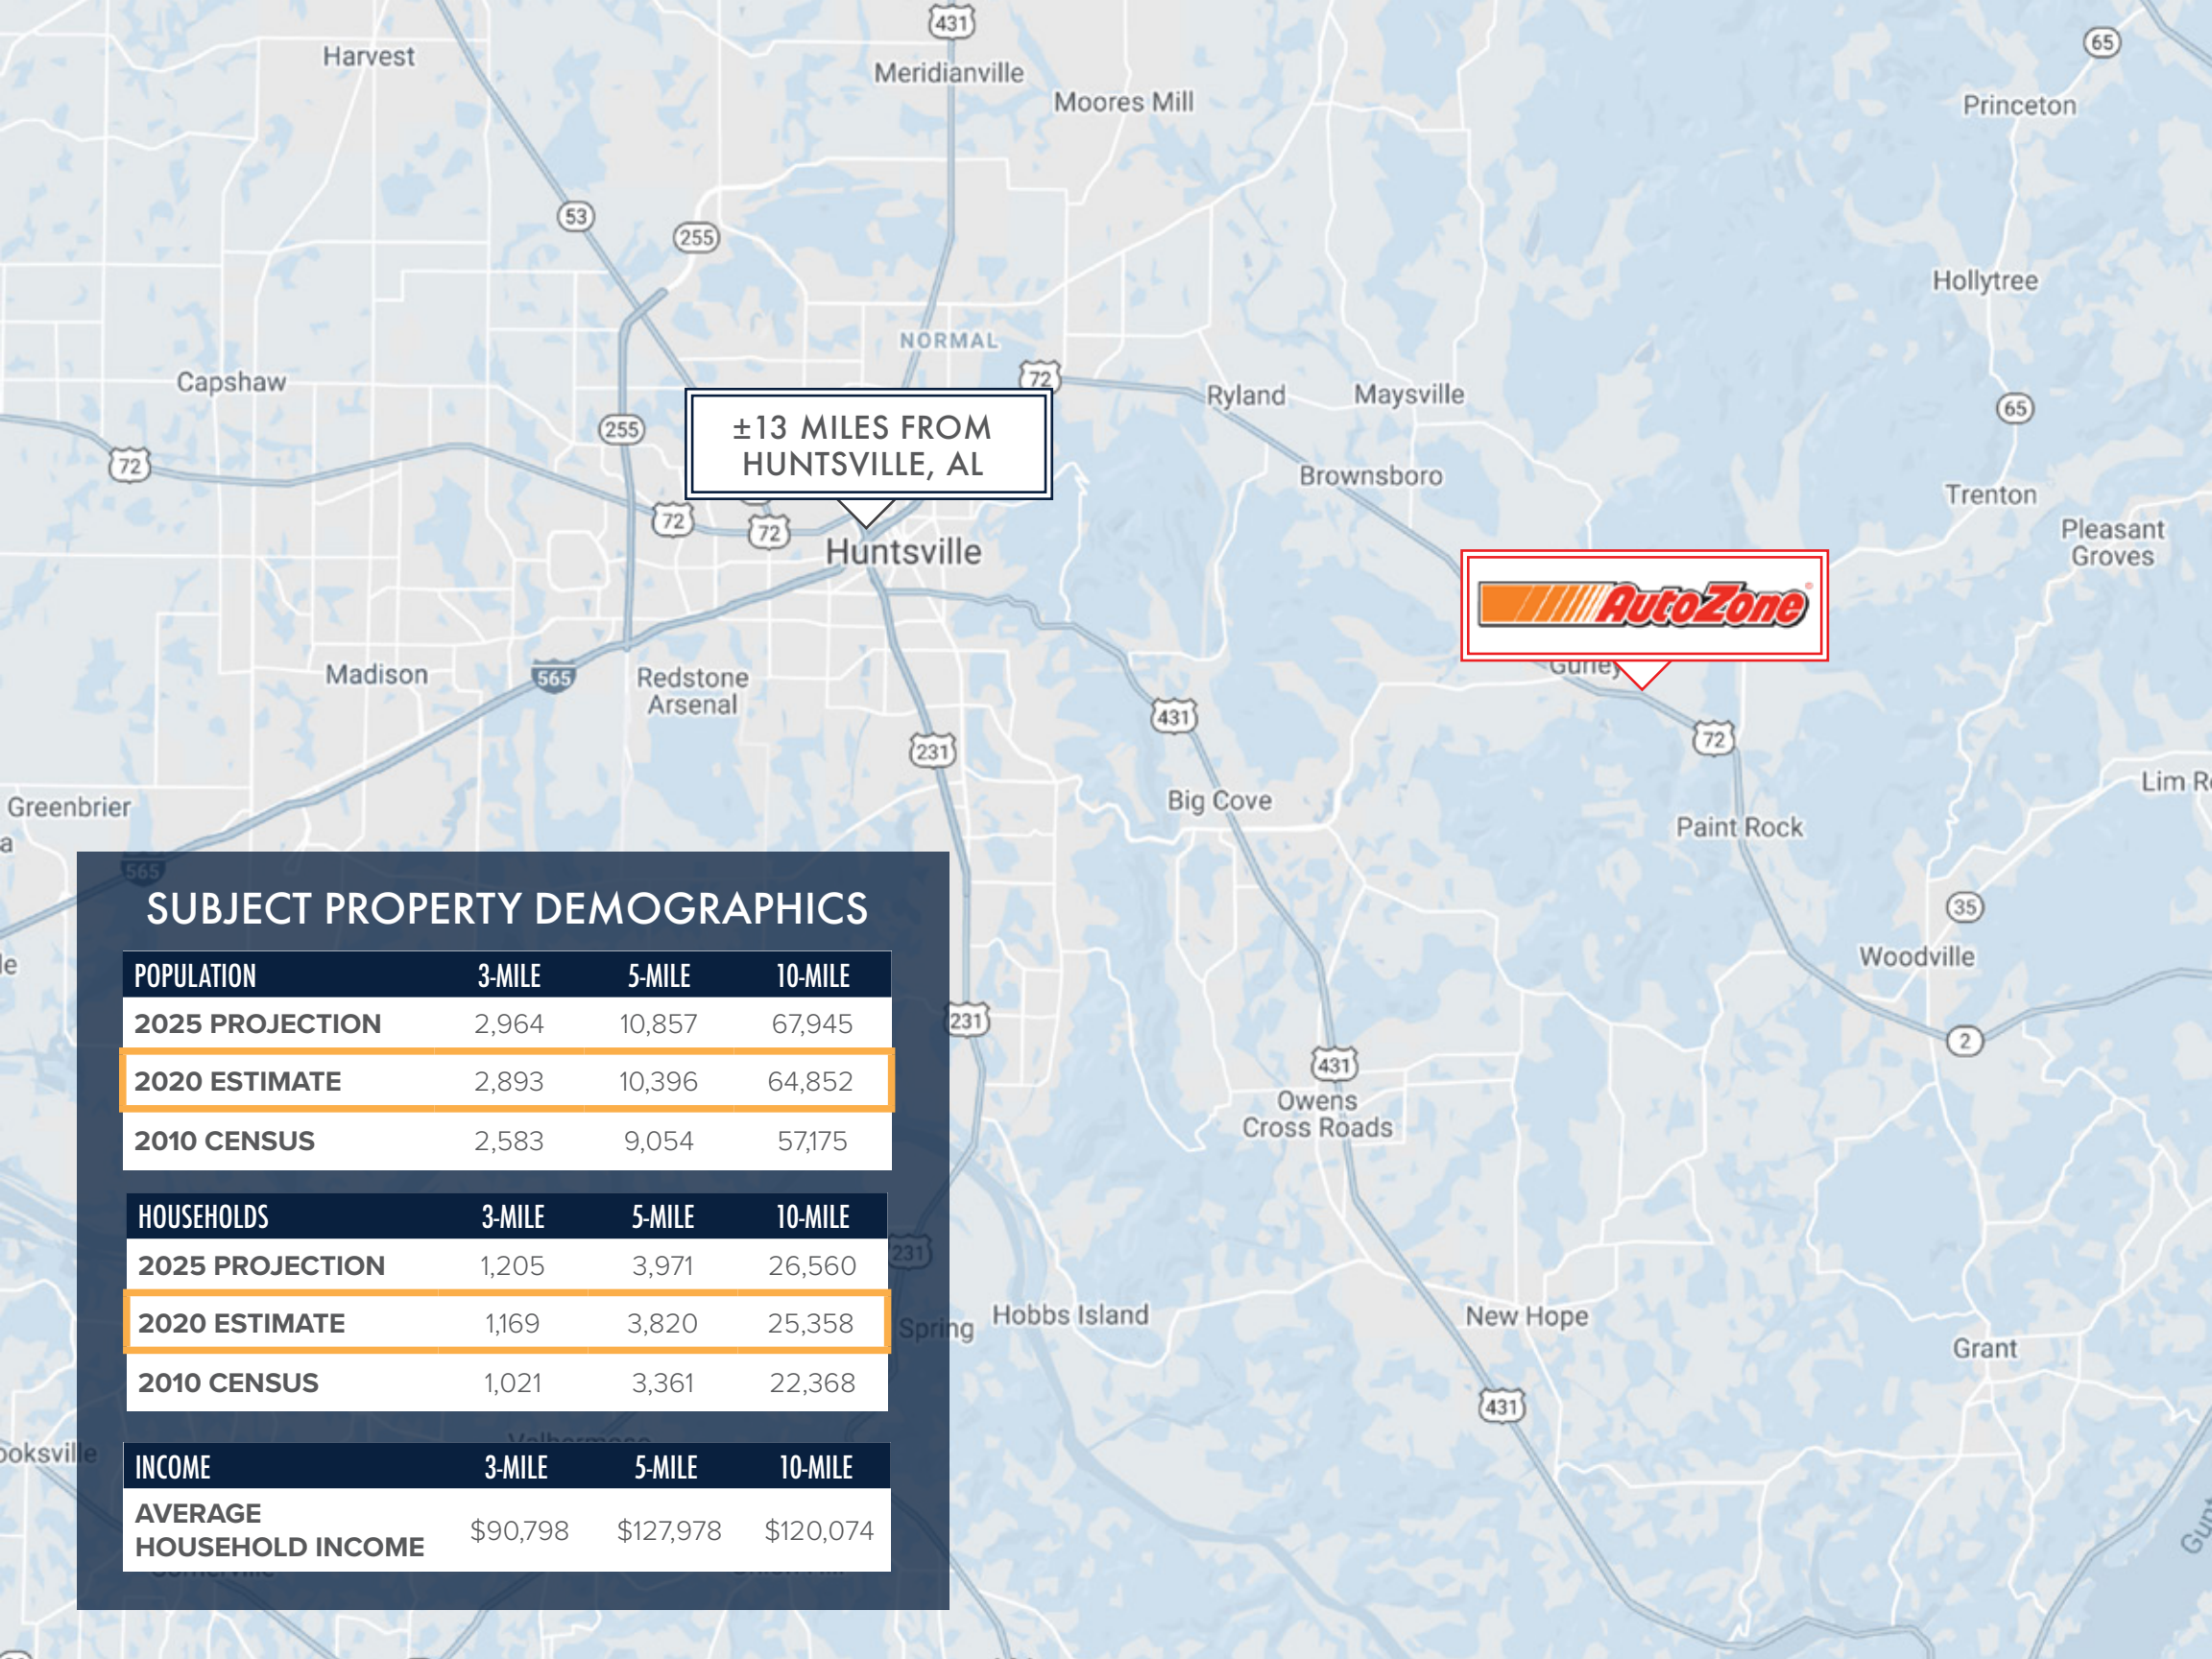 431
65
Harvest
Meridianville
Moores Mill
Princeton
53
255
Hollytree
NORMAL
72
Capshaw
Ryland
Maysville
65
255
±13 MILES FROM
HUNTSVILLE, AL
72
Brownsboro
Trenton
72
72
Pleasant
Groves
Huntsville
AutoZone®
Gurley
Madison
565
Redstone
Arsenal
431
72
231
Lim R
Greenbrier
Big Cove
Paint Rock
a
565
SUBJECT PROPERTY DEMOGRAPHICS
35
Woodville
le
POPULATION 3-MILE 5-MILE 10-MILE
2025 PROJECTION 2,964 10,857 67,945
2020 ESTIMATE 2,893 10,396 64,852
2010 CENSUS 2,583 9,054 57,175
231
2
431
Owens
Cross Roads
HOUSEHOLDS 3-MILE 5-MILE 10-MILE
2025 PROJECTION 1,205 3,971 26,560
2020 ESTIMATE 1,169 3,820 25,358
2010 CENSUS 1,021 3,361 22,368
231
Spring
Hobbs Island
New Hope
Grant
431
ooksville
INCOME 3-MILE 5-MILE 10-MILE
AVERAGE
HOUSEHOLD INCOME $90,798 $127,978 $120,074